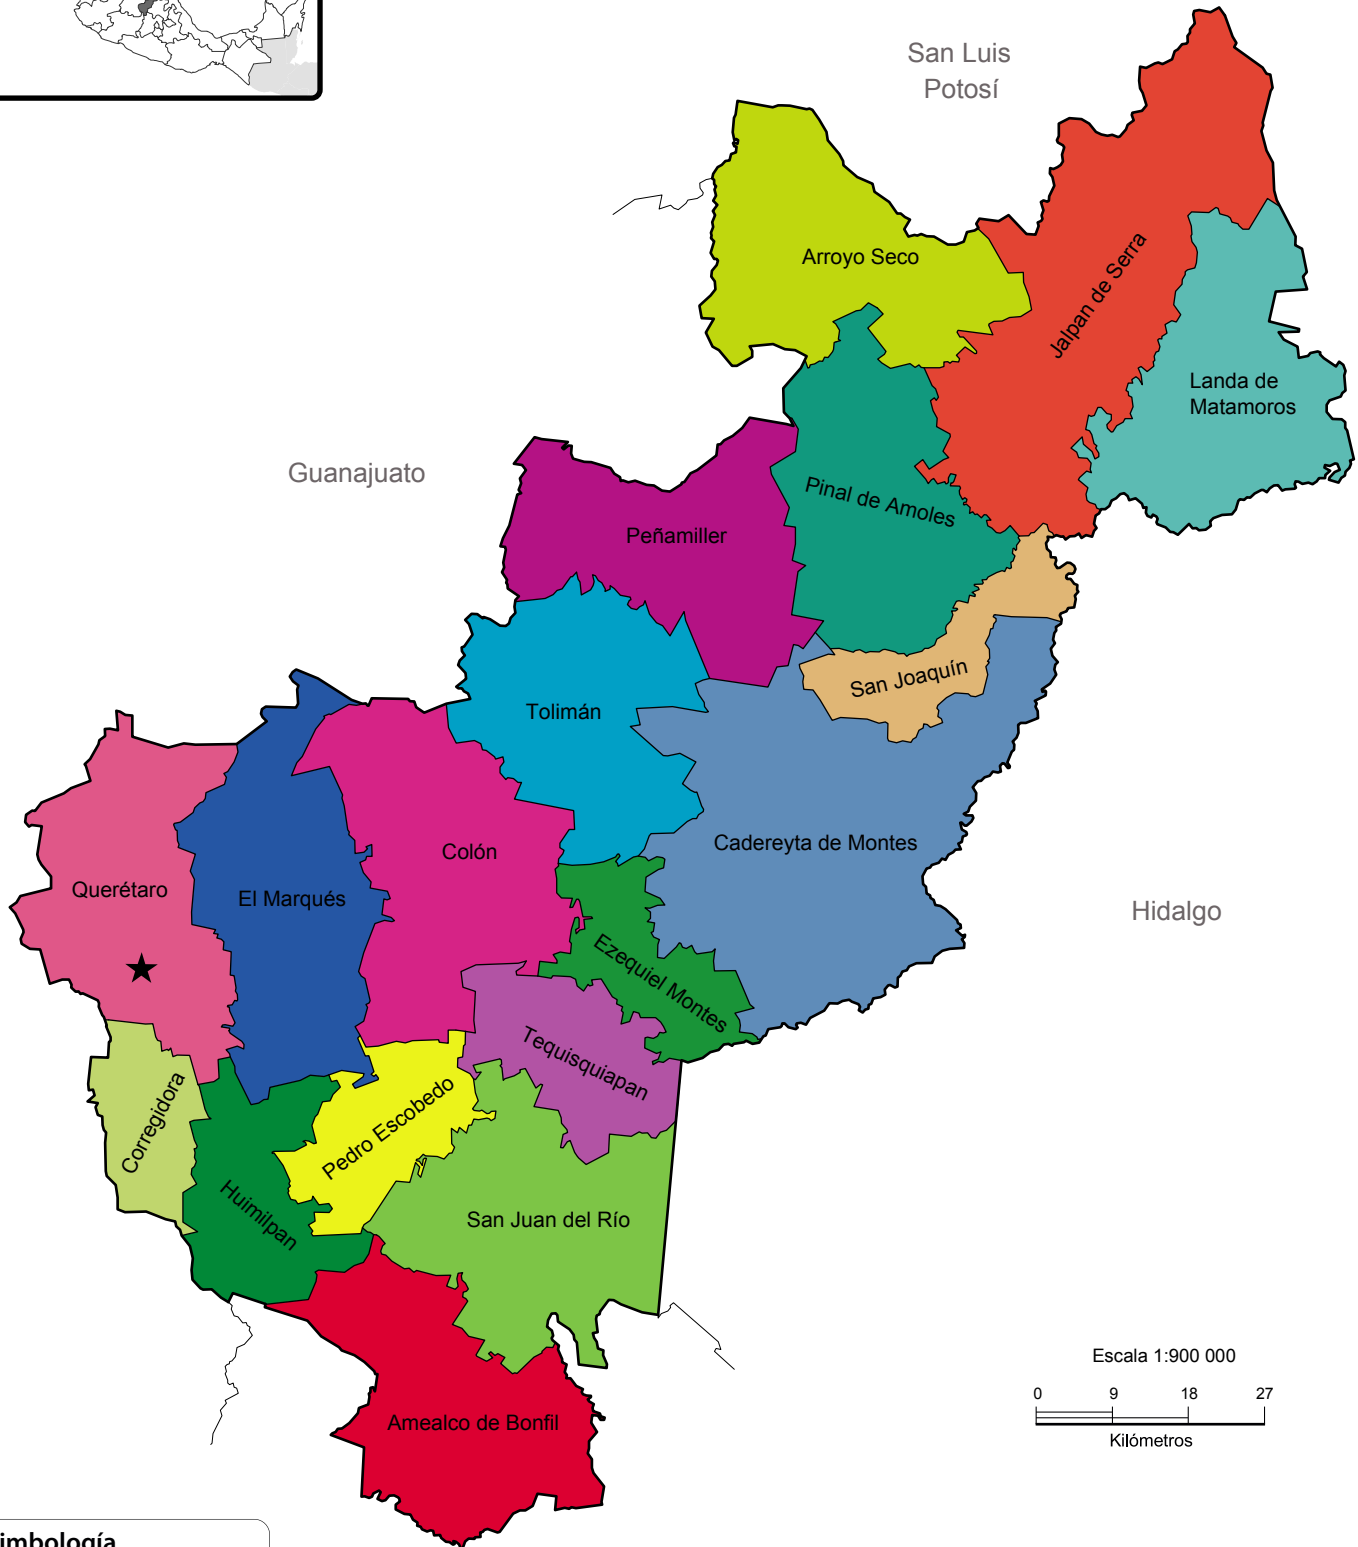 San Luis
Potosí
Arroyo Seco
Jalpan de Serra
Landa de
Matamoros
Guanajuato
Pinal de Amoles
Peñamiller
San Joaquín
Tolimán
Cadereyta de Montes
Colón
Querétaro
El Marqués
Hidalgo
Ezequiel Montes
Tequisquiapan
Pedro Escobedo
Corregidora
Huimilpan
San Juan del Río
Amealco de Bonfil
Escala 1:900 000
0 9 18 27
Kilómetros
imbología